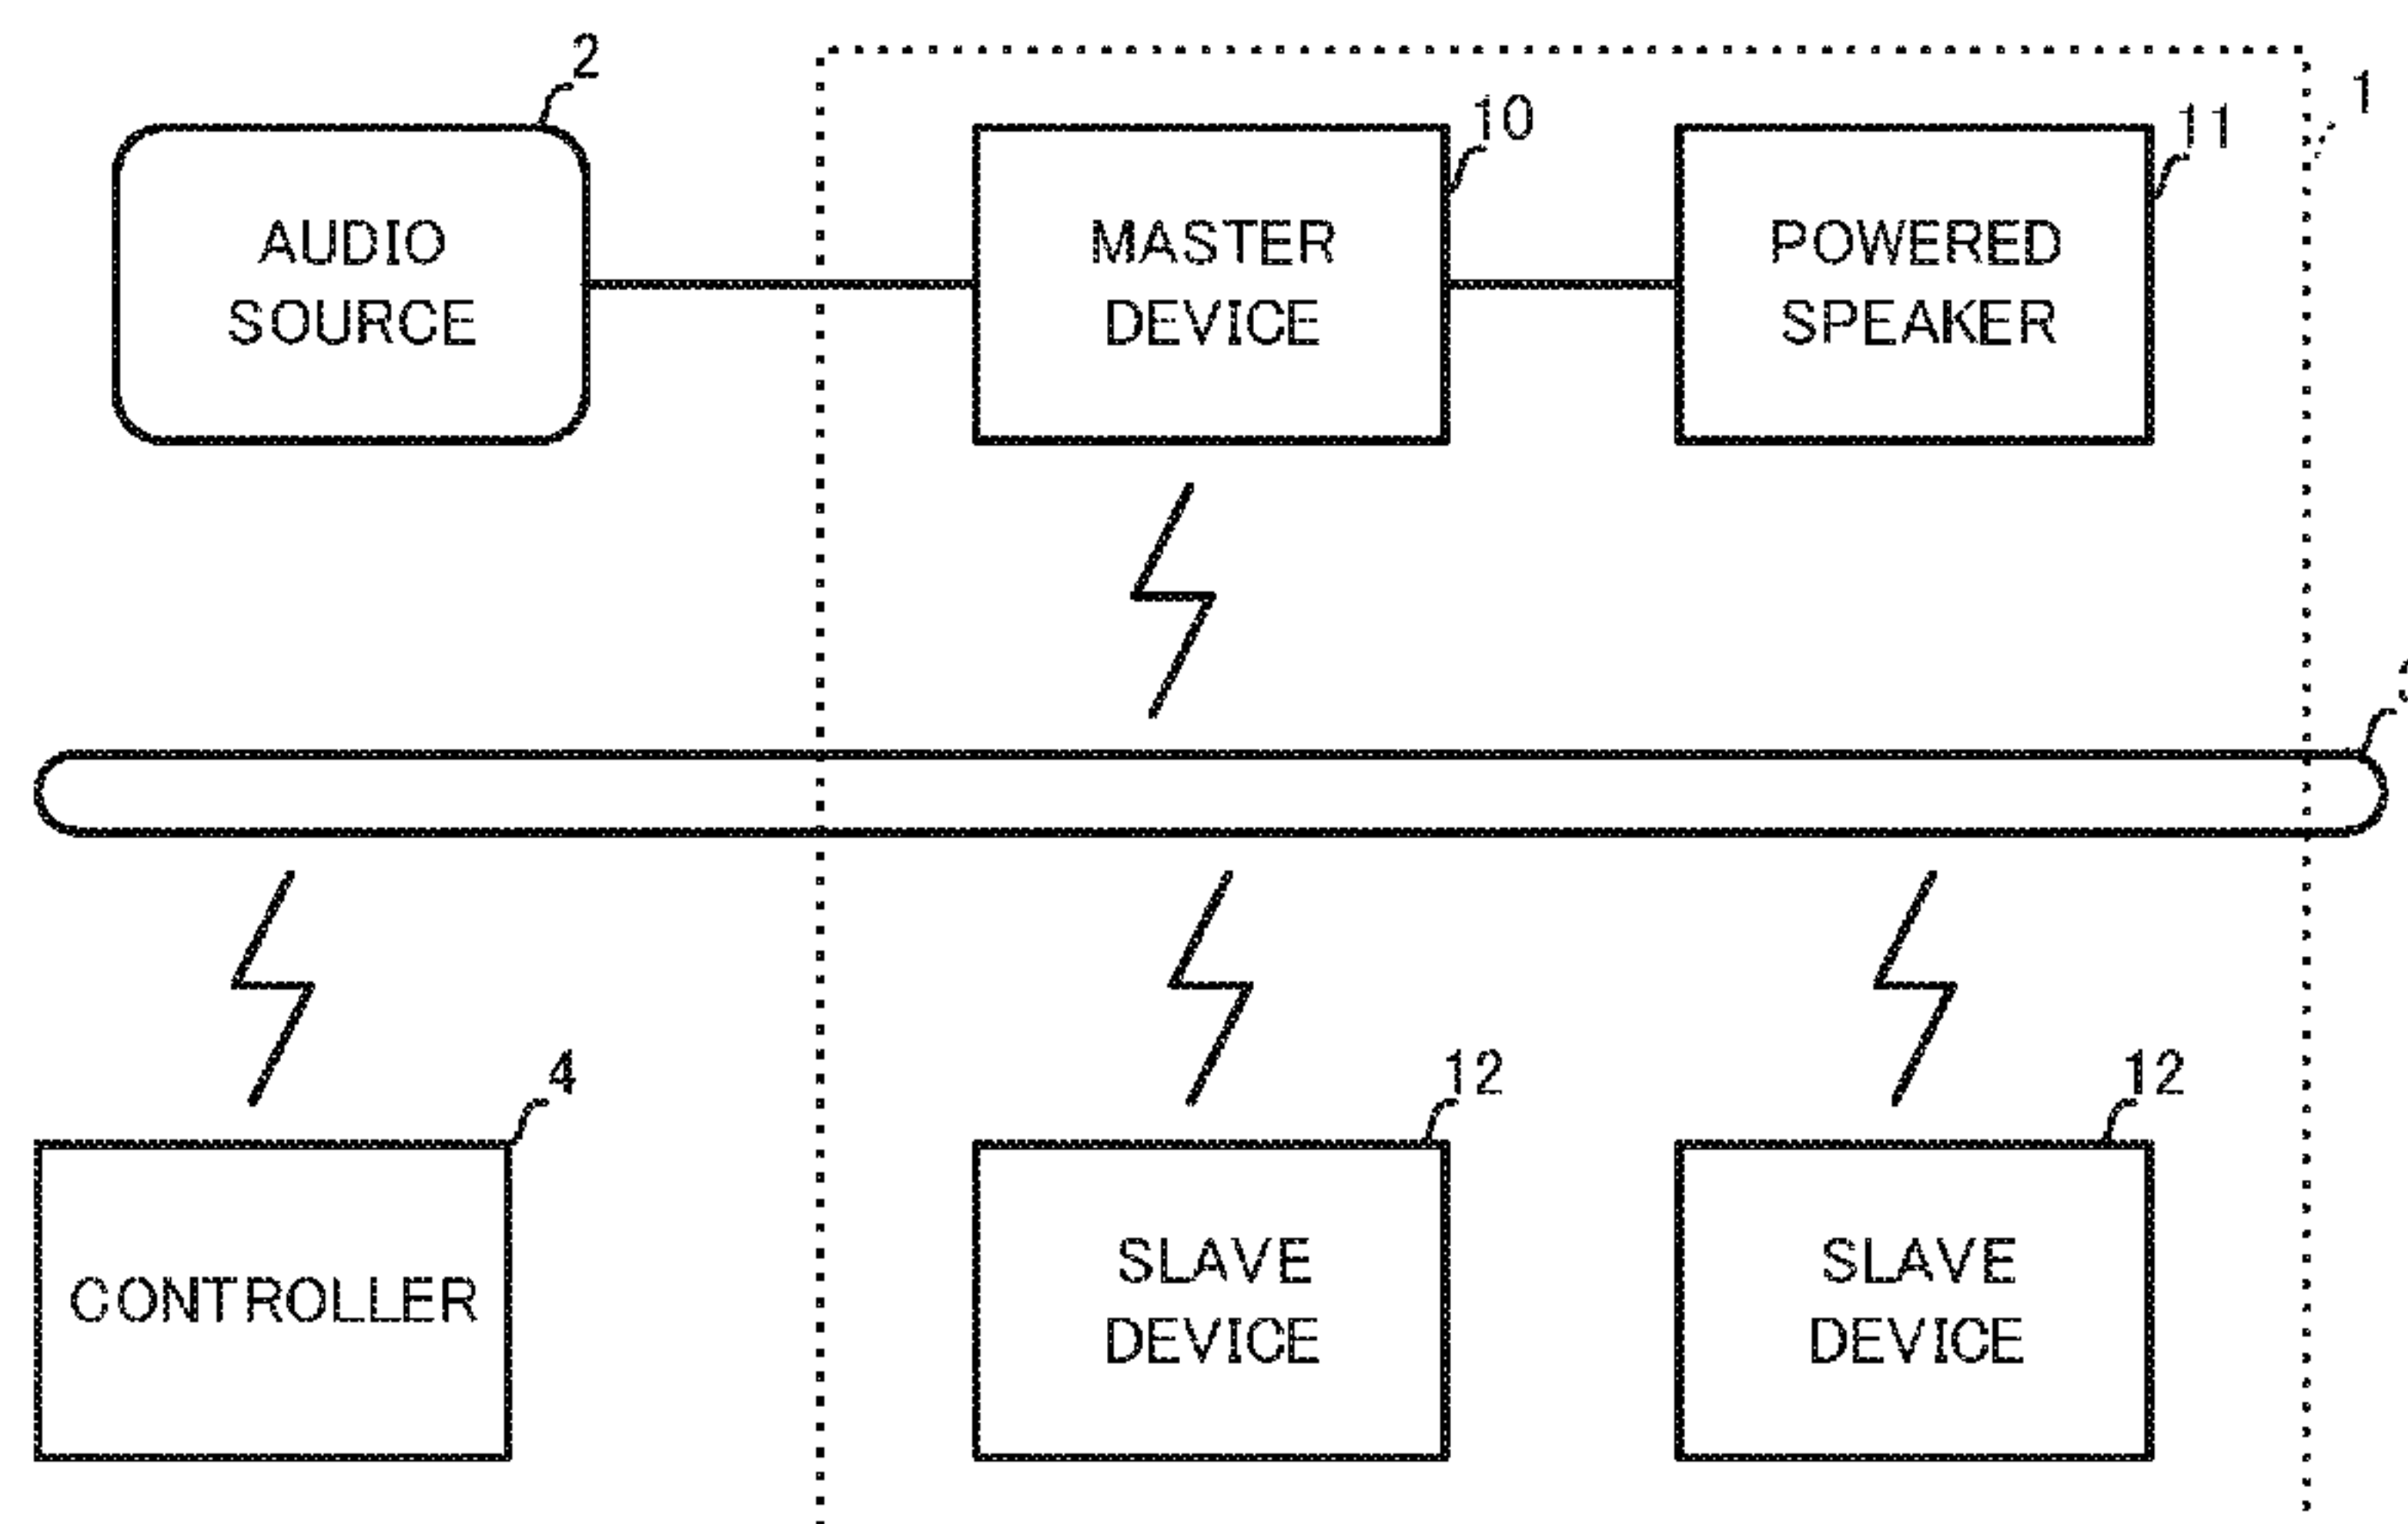 2
1
10
11
AUDIO
SOURCE
MASTER
DEVICE
POWERED
SPEAKER
4
12
12
CONTROLLER
SLAVE
DEVICE
SLAVE
DEVICE